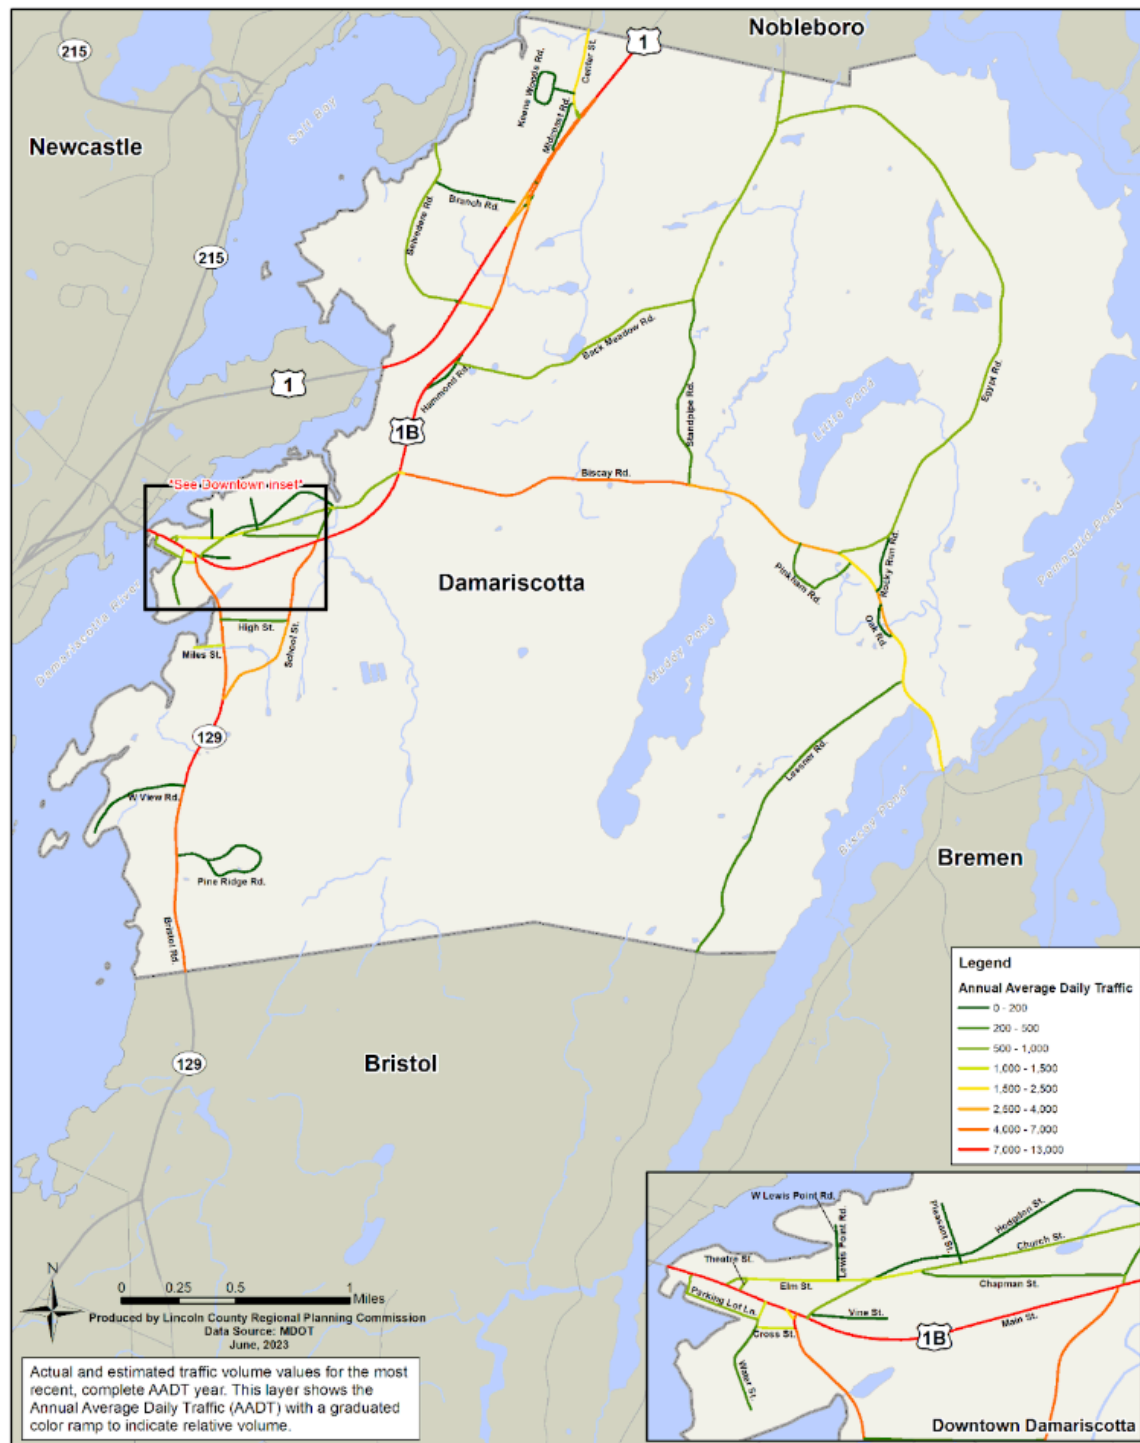 Nobleboro
1
215
Center St.
Keene Woods Rd.
Midcoast Rd.
Salt Bay
Newcastle
Branch Rd.
Belvedere Rd.
215
Back Meadow Rd.
Egypt Rd.
1
Hammond Rd.
Standpipe Rd.
Little Pond
1B
Biscay Rd.
*See Downtown inset*
Pemaquid Pond
Rocky Run Rd.
Damariscotta
Pinkham Rd.
Oak Rd.
Damariscotta River
High St.
School St.
Miles St.
Muddy Pond
129
Lessner Rd.
W View Rd.
Biscay Pond
Bremen
Pine Ridge Rd.
Bristol Rd.
Legend
Annual Average Daily Traffic
0 - 200
200 - 500
500 - 1,000
1,000 - 1,500
1,500 - 2,500
2,500 - 4,000
4,000 - 7,000
7,000 - 13,000
Bristol
129
N
0 0.25 0.5 1
Miles
Produced by Lincoln County Regional Planning Commission
Data Source: MDOT
June, 2023
Actual and estimated traffic volume values for the most
recent, complete AADT year. This layer shows the
Annual Average Daily Traffic (AADT) with a graduated
color ramp to indicate relative volume.
W Lewis Point Rd.
Lewis Point Rd.
Pleasant St.
Hodgdon St.
Church St.
Theatre St.
Elm St.
Chapman St.
Parking Lot Ln.
Vine St.
Main St.
Cross St.
1B
Water St.
Downtown Damariscotta